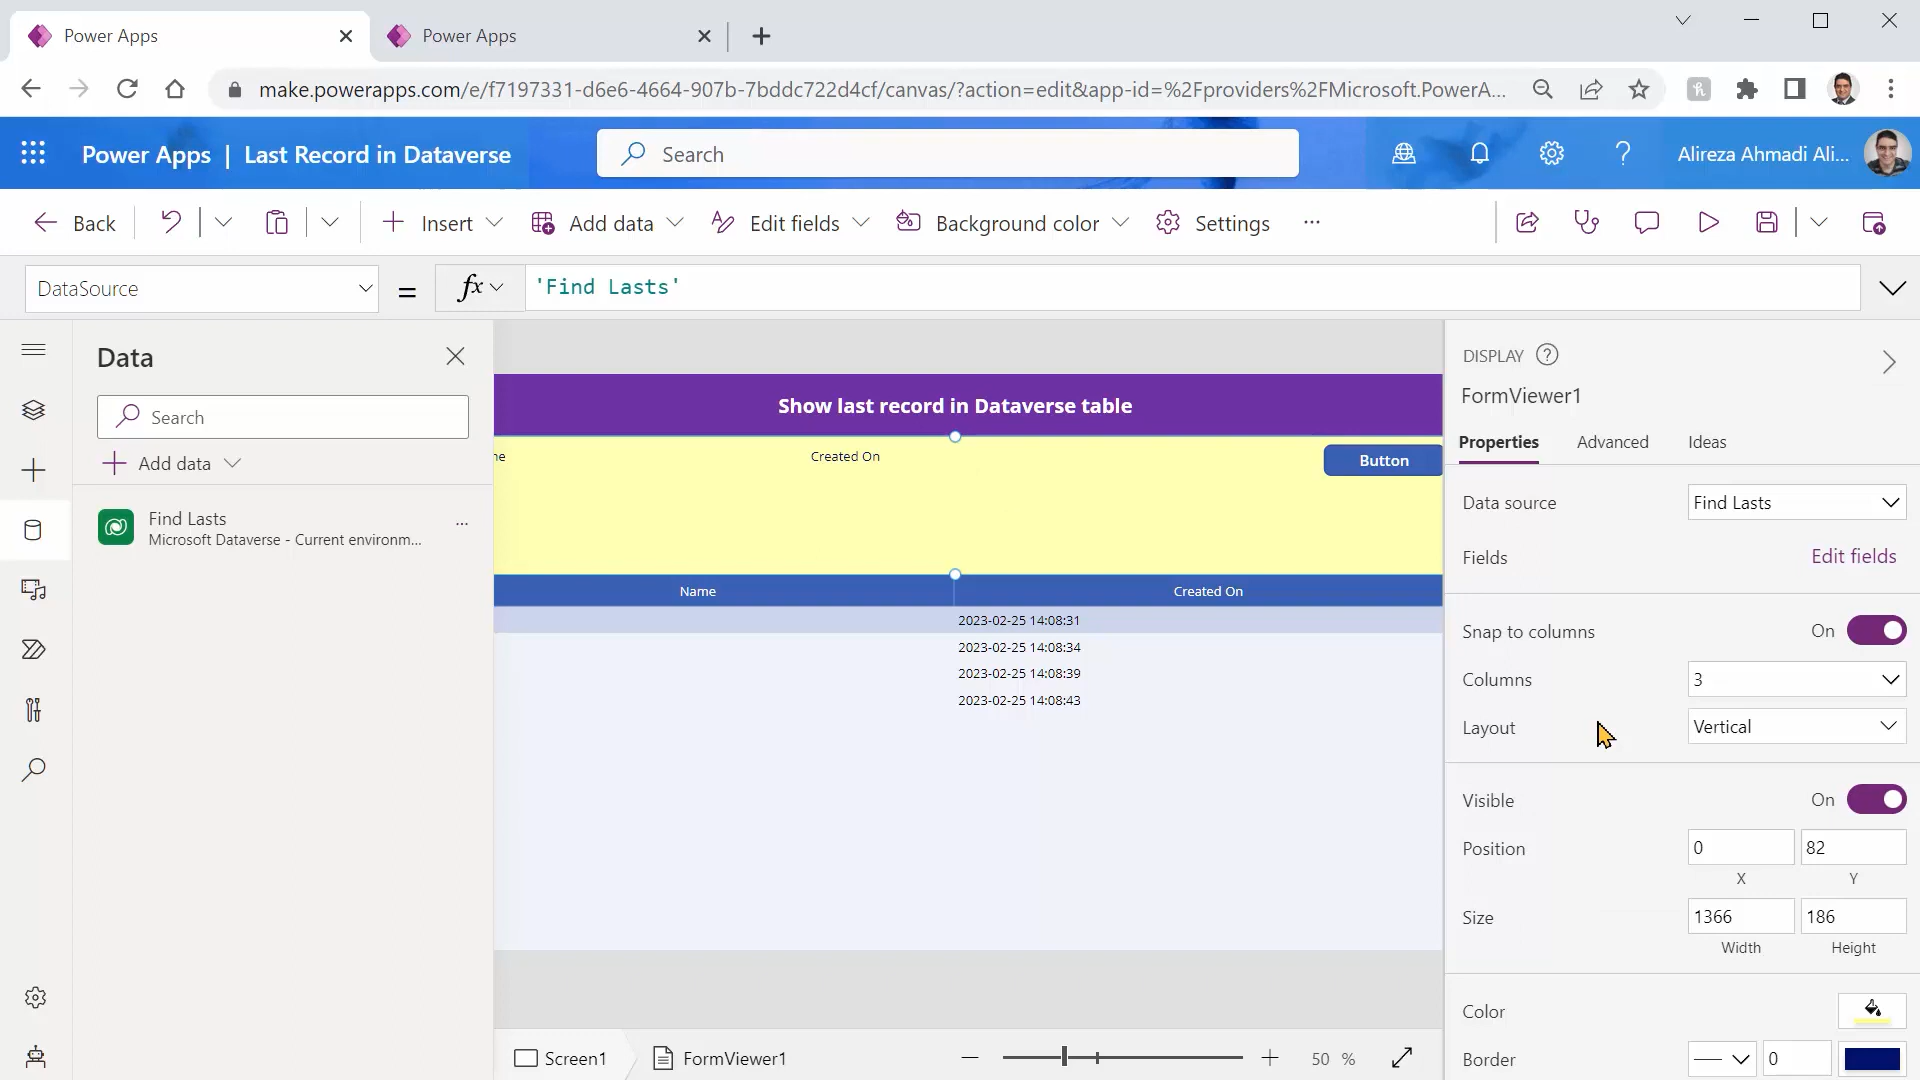 Power Apps
Power Apps
make.powerapps.com/e/f7197331-d6e6-4664-907b-7bddc722d4cf/canvas/?action=edit&app-id=%2Fproviders%2FMicrosoft.PowerA...
Power Apps | Last Record in Dataverse
Search
Alireza Ahmadi Ali...
Back
Insert
Add data
Edit fields
Background color
Settings
DataSource
=
fx
'Find Lasts'
Data
Search
Add data
Find Lasts
Microsoft Dataverse - Current environm...
Show last record in Dataverse table
ne
Created On
Button
Name
Created On
2023-02-25 14:08:31
2023-02-25 14:08:34
2023-02-25 14:08:39
2023-02-25 14:08:43
Screen1
FormViewer1
50 %
DISPLAY
FormViewer1
Properties
Advanced
Ideas
Data source
Find Lasts
Fields
Edit fields
Snap to columns
On
Columns
3
Layout
Vertical
Visible
On
Position
0
82
X
Y
Size
1366
186
Width
Height
Color
Border
0